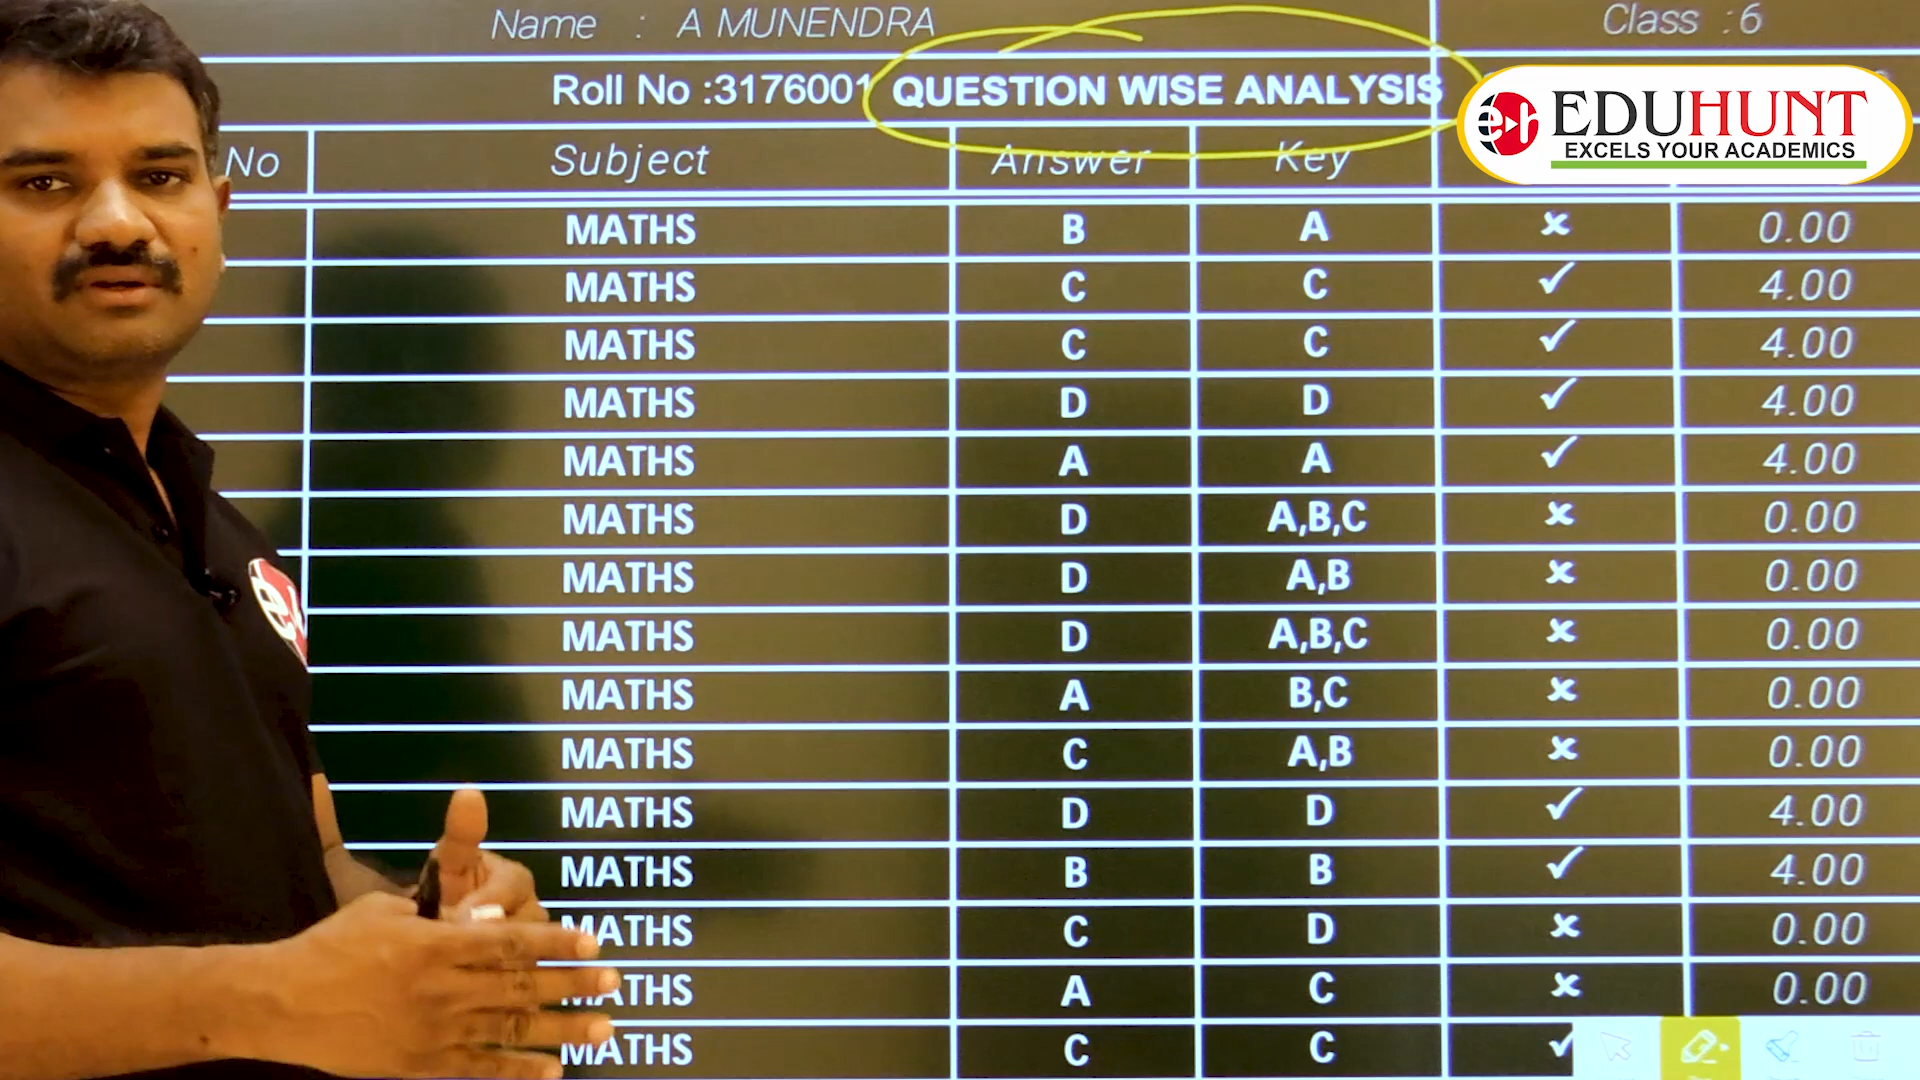 Name : A MUNENDRA Class : 6
Roll No :3176001 QUESTION WISE ANALYSIS
EDUHUNT
EXCELS YOUR ACADEMICS
No Subject Answer Key
MATHS B A ✗ 0.00
MATHS C C ✓ 4.00
MATHS C C ✓ 4.00
MATHS D D ✓ 4.00
MATHS A A ✓ 4.00
MATHS D A,B,C ✗ 0.00
MATHS D A,B ✗ 0.00
MATHS D A,B,C ✗ 0.00
MATHS A B,C ✗ 0.00
MATHS C A,B ✗ 0.00
MATHS D D ✓ 4.00
MATHS B B ✓ 4.00
MATHS C D ✗ 0.00
MATHS A C ✗ 0.00
MATHS C C ✓